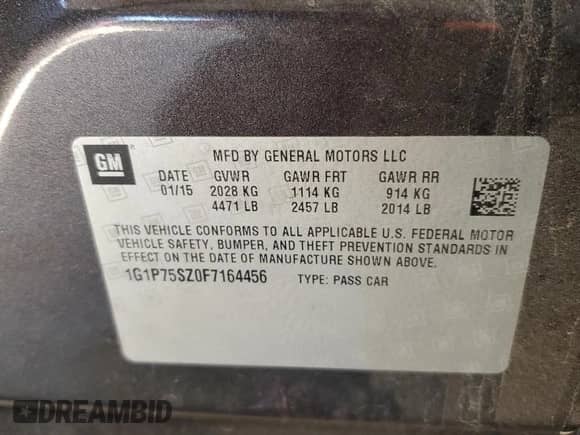 GM
MFD BY GENERAL MOTORS LLC
DATE GVWR GAWR FRT GAWR RR
01/15 2028 KG 1114 KG 914 KG
4471 LB 2457 LB 2014 LB
THIS VEHICLE CONFORMS TO ALL APPLICABLE U.S. FEDERAL MOTOR
VEHICLE SAFETY, BUMPER, AND THEFT PREVENTION STANDARDS IN
EFFECT ON THE DATE OF MANUFACTURE SHOWN ABOVE.
1G1P75SZ0F7164456 TYPE: PASS CAR
DREAMBID